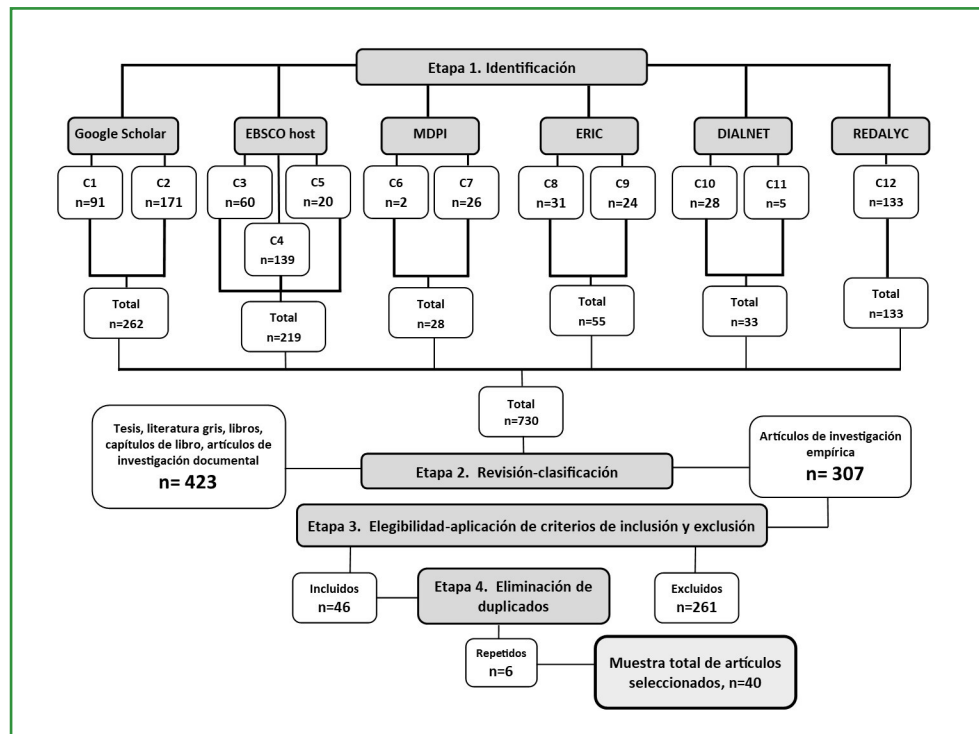 Etapa 1. Identificación
Google Scholar
EBSCO host
MDPI
ERIC
DIALNET
REDALYC
C1
n=91
C2
n=171
C3
n=60
C4
n=139
C5
n=20
C6
n=2
C7
n=26
C8
n=31
C9
n=24
C10
n=28
C11
n=5
C12
n=133
Total
n=262
Total
n=219
Total
n=28
Total
n=55
Total
n=33
Total
n=133
Total
n=730
Tesis, literatura gris, libros,
capítulos de libro, artículos de
investigación documental
n= 423
Etapa 2. Revisión-clasificación
Artículos de investigación
empírica
n= 307
Etapa 3. Elegibilidad-aplicación de criterios de inclusión y exclusión
Incluidos
n=46
Etapa 4. Eliminación de
duplicados
Excluidos
n=261
Repetidos
n=6
Muestra total de artículos
seleccionados, n=40